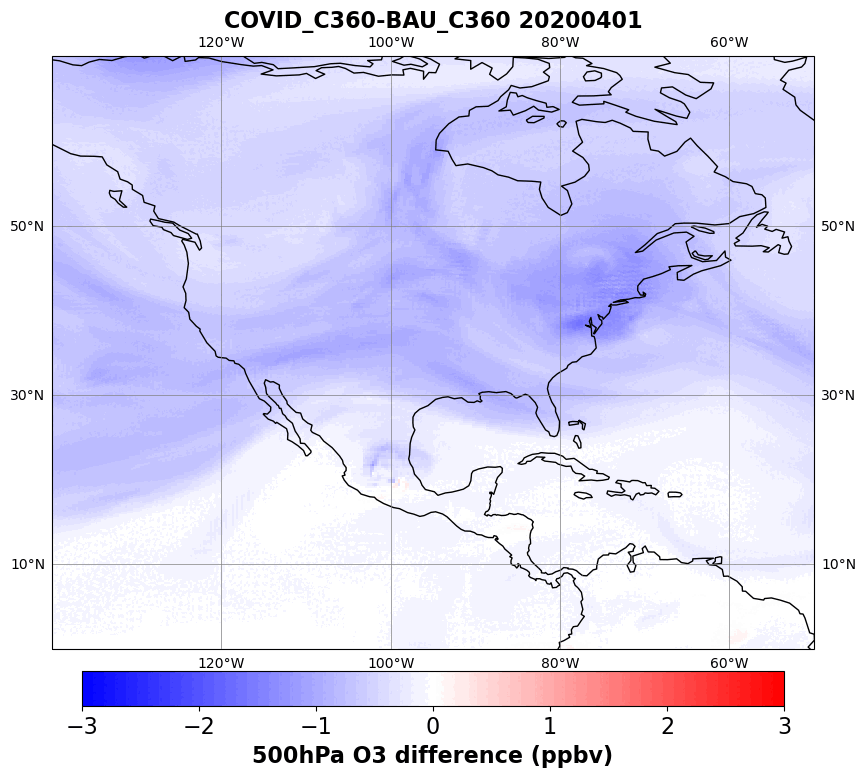 COVID_C360-BAU_C360 20200401
120°W 100°W 80°W 60°W
50°N 50°N
30°N 30°N
10°N 10°N
120°W 100°W 80°W 60°W
−3 −2 −1 0 1 2 3
500hPa O3 difference (ppbv)